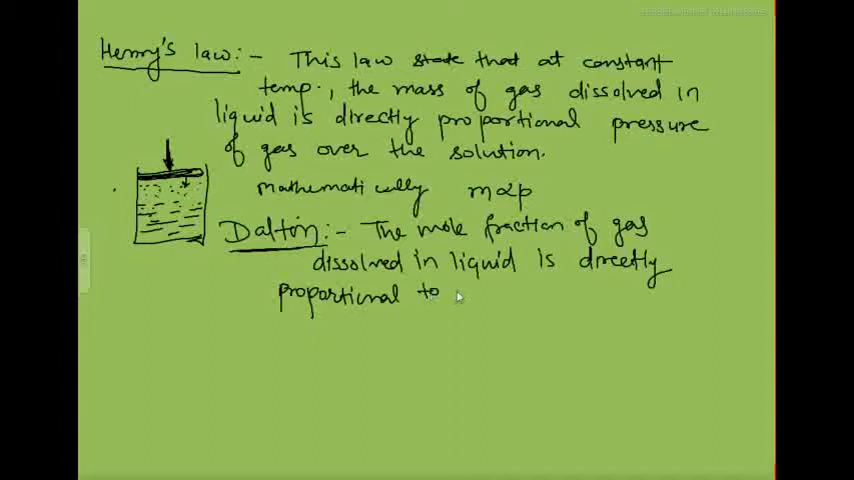 Henry's law:- This law state that at constant
temp., the mass of gas dissolved in
liquid is directly proportional pressure
of gas over the solution.
Mathematically m∝p
Dalton:- The mole fraction of gas
dissolved in liquid is directly
proportional to